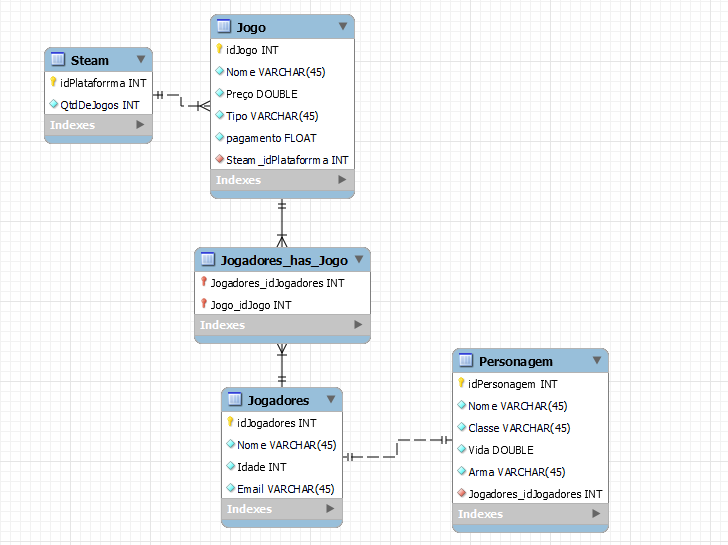 Steam
idPlataforrma INT
QtdDeJogos INT
Indexes
Jogo
idJogo INT
Nome VARCHAR(45)
Preço DOUBLE
Tipo VARCHAR(45)
pagamento FLOAT
Steam_idPlataforrma INT
Indexes
Jogadores_has_Jogo
Jogadores_idJogadores INT
Jogo_idJogo INT
Indexes
Jogadores
idJogadores INT
Nome VARCHAR(45)
Idade INT
Email VARCHAR(45)
Indexes
Personagem
idPersonagem INT
Nome VARCHAR(45)
Classe VARCHAR(45)
Vida DOUBLE
Arma VARCHAR(45)
Jogadores_idJogadores INT
Indexes